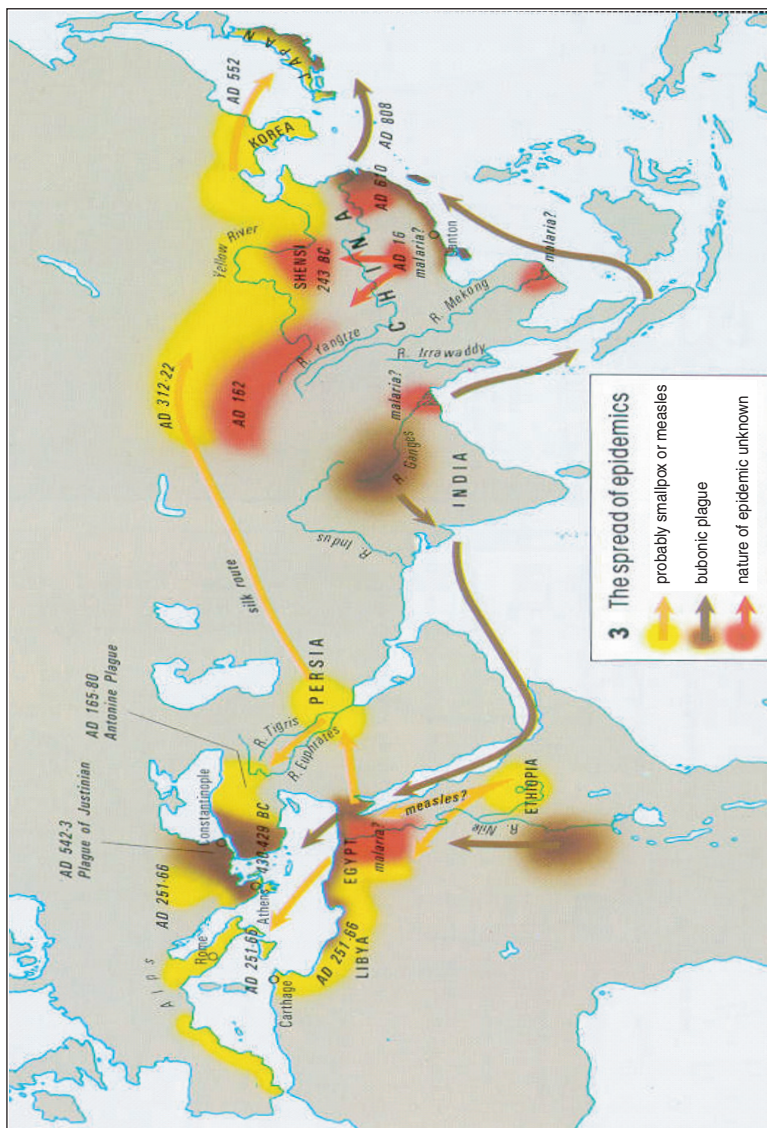 AD 542-3
Plague of Justinian
AD 165-80
Antonine Plague
AD 251-66
Alps
Rome
Constantinople
430-429 BC
Athens
AD 251-66
Carthage
AD 251-66
LIBYA
EGYPT
malaria?
measles?
R. Nile
ETHIOPIA
R. Tigris
R. Euphrates
PERSIA
silk route
AD 312-22
AD 162
Yellow River
SHENSI
243 BC
KOREA
AD 552
JAPAN
AD 808
AD 610
CHINA
AD 16
malaria?
Canton
R. Yangtze
R. Mekong
malaria?
R. Irrawaddy
malaria?
R. Ganges
INDIA
R. Indus
3 The spread of epidemics
probably smallpox or measles
bubonic plague
nature of epidemic unknown